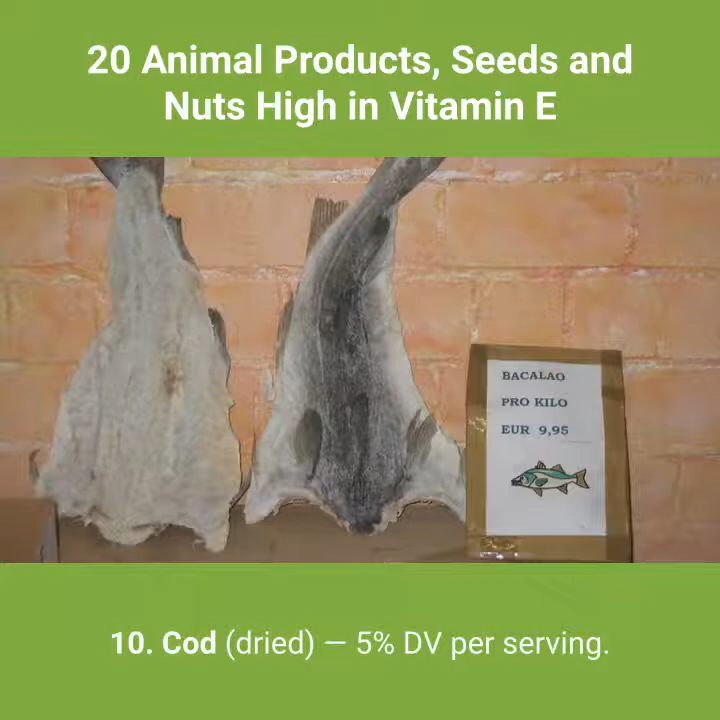 20 Animal Products, Seeds and
Nuts High in Vitamin E
BACALAO
PRO KILO
EUR 9,95
10. Cod (dried) — 5% DV per serving.